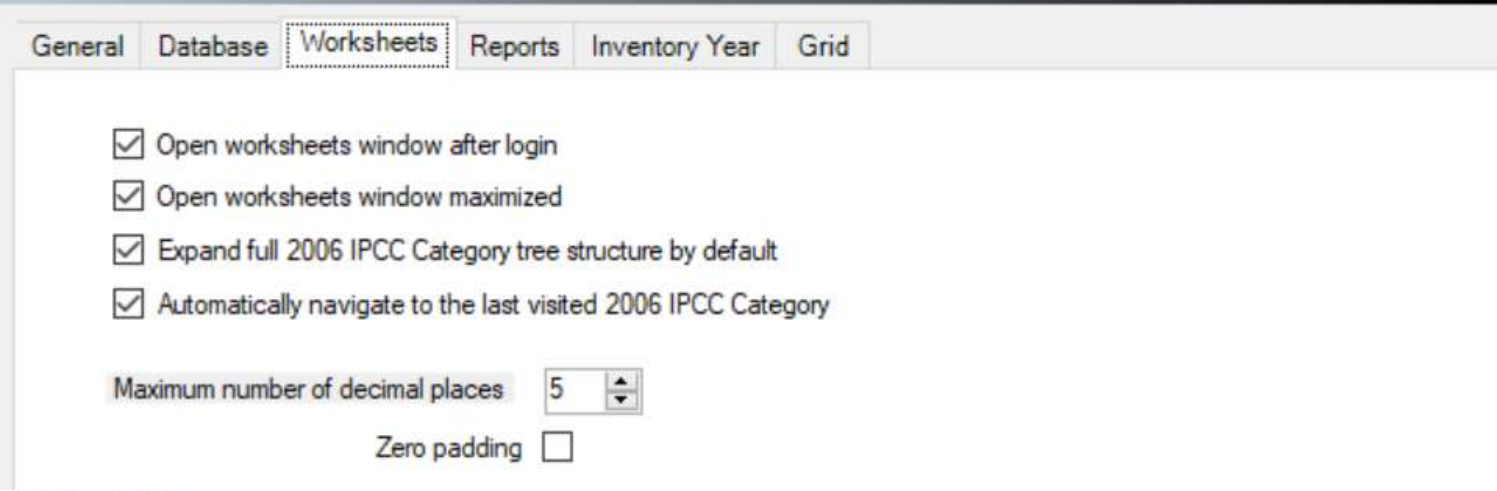 General Database Worksheets Reports Inventory Year Grid
Open worksheets window after login
Open worksheets window maximized
Expand full 2006 IPCC Category tree structure by default
Automatically navigate to the last visited 2006 IPCC Category
Maximum number of decimal places 5
Zero padding